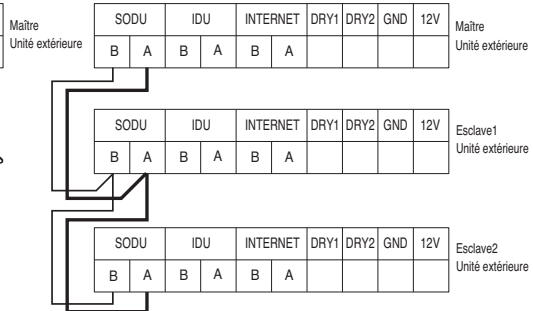 Maître
Unité extérieure
SODU IDU INTERNET DRY1 DRY2 GND 12V
B A B A B A
Maître
Unité extérieure
SODU IDU INTERNET DRY1 DRY2 GND 12V
B A B A B A
Esclave1
Unité extérieure
SODU IDU INTERNET DRY1 DRY2 GND 12V
B A B A B A
Esclave2
Unité extérieure